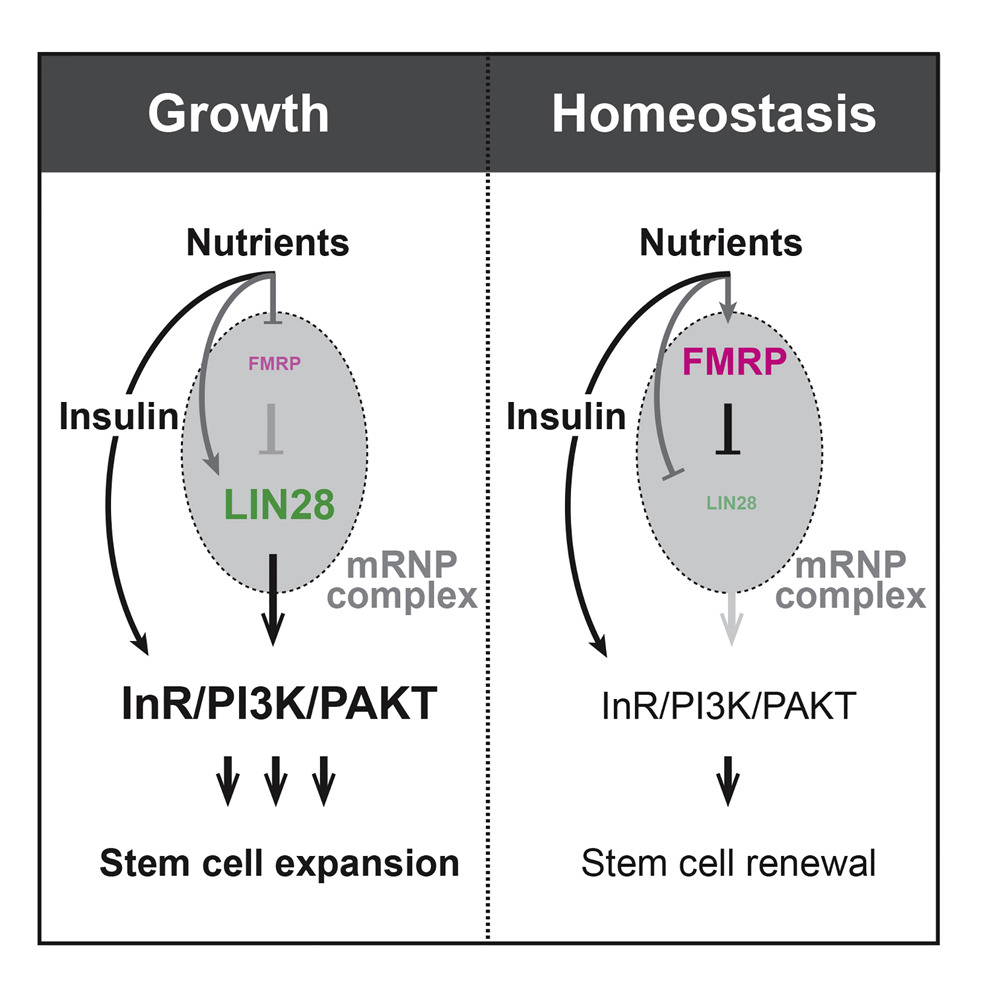 Growth
Nutrients
FMRP
Insulin
LIN28
mRNP
complex
InR/PI3K/PAKT
Stem cell expansion
Homeostasis
Nutrients
FMRP
Insulin
LIN28
mRNP
complex
InR/PI3K/PAKT
Stem cell renewal